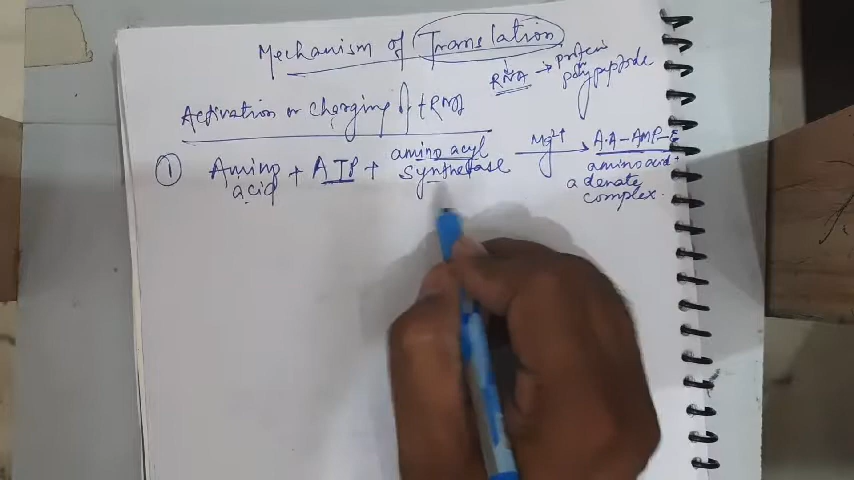 Mechanism of Translation
RNA → protein
polypeptide
Activation or charging of tRNA
① Amino acid + ATP + amino acyl synthetase Mg2+ → A.A-AMP-E
amino acid +
adenate
complex.